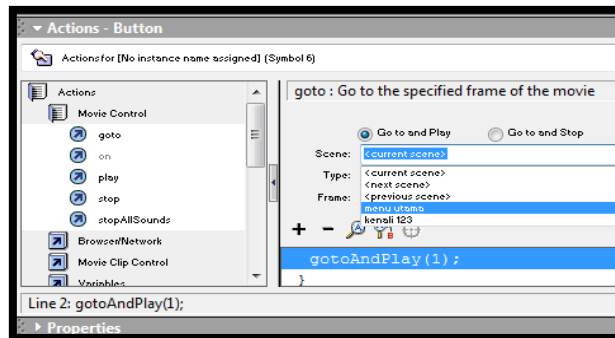 Actions - Button
Actions for [No instance name assigned] (Symbol 6)
Actions
Movie Control
goto
on
play
stop
stopAllSounds
Browser/Network
Movie Clip Control
Variables
goto : Go to the specified frame of the movie
Go to and Play
Go to and Stop
Scene: <current scene>
Type: <current scene>
<next scene>
Frame: <previous scene>
menu utama
kenali 123
gotoAndPlay(1);
}
Line 2: gotoAndPlay(1);
Properties